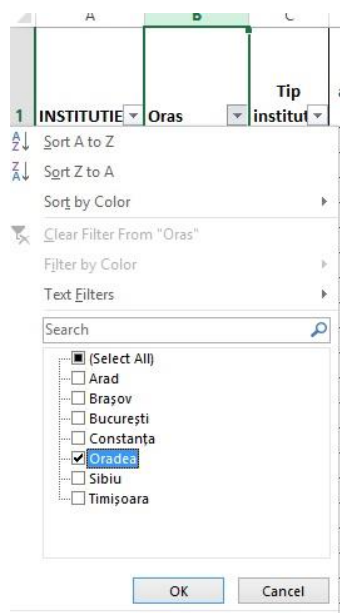 A B C
Tip
1 INSTITUTIE Oras institut
Sort A to Z
Sort Z to A
Sort by Color
Clear Filter From "Oras"
Filter by Color
Text Filters
Search
(Select All)
Arad
Brașov
București
Constanța
Oradea
Sibiu
Timișoara
OK Cancel